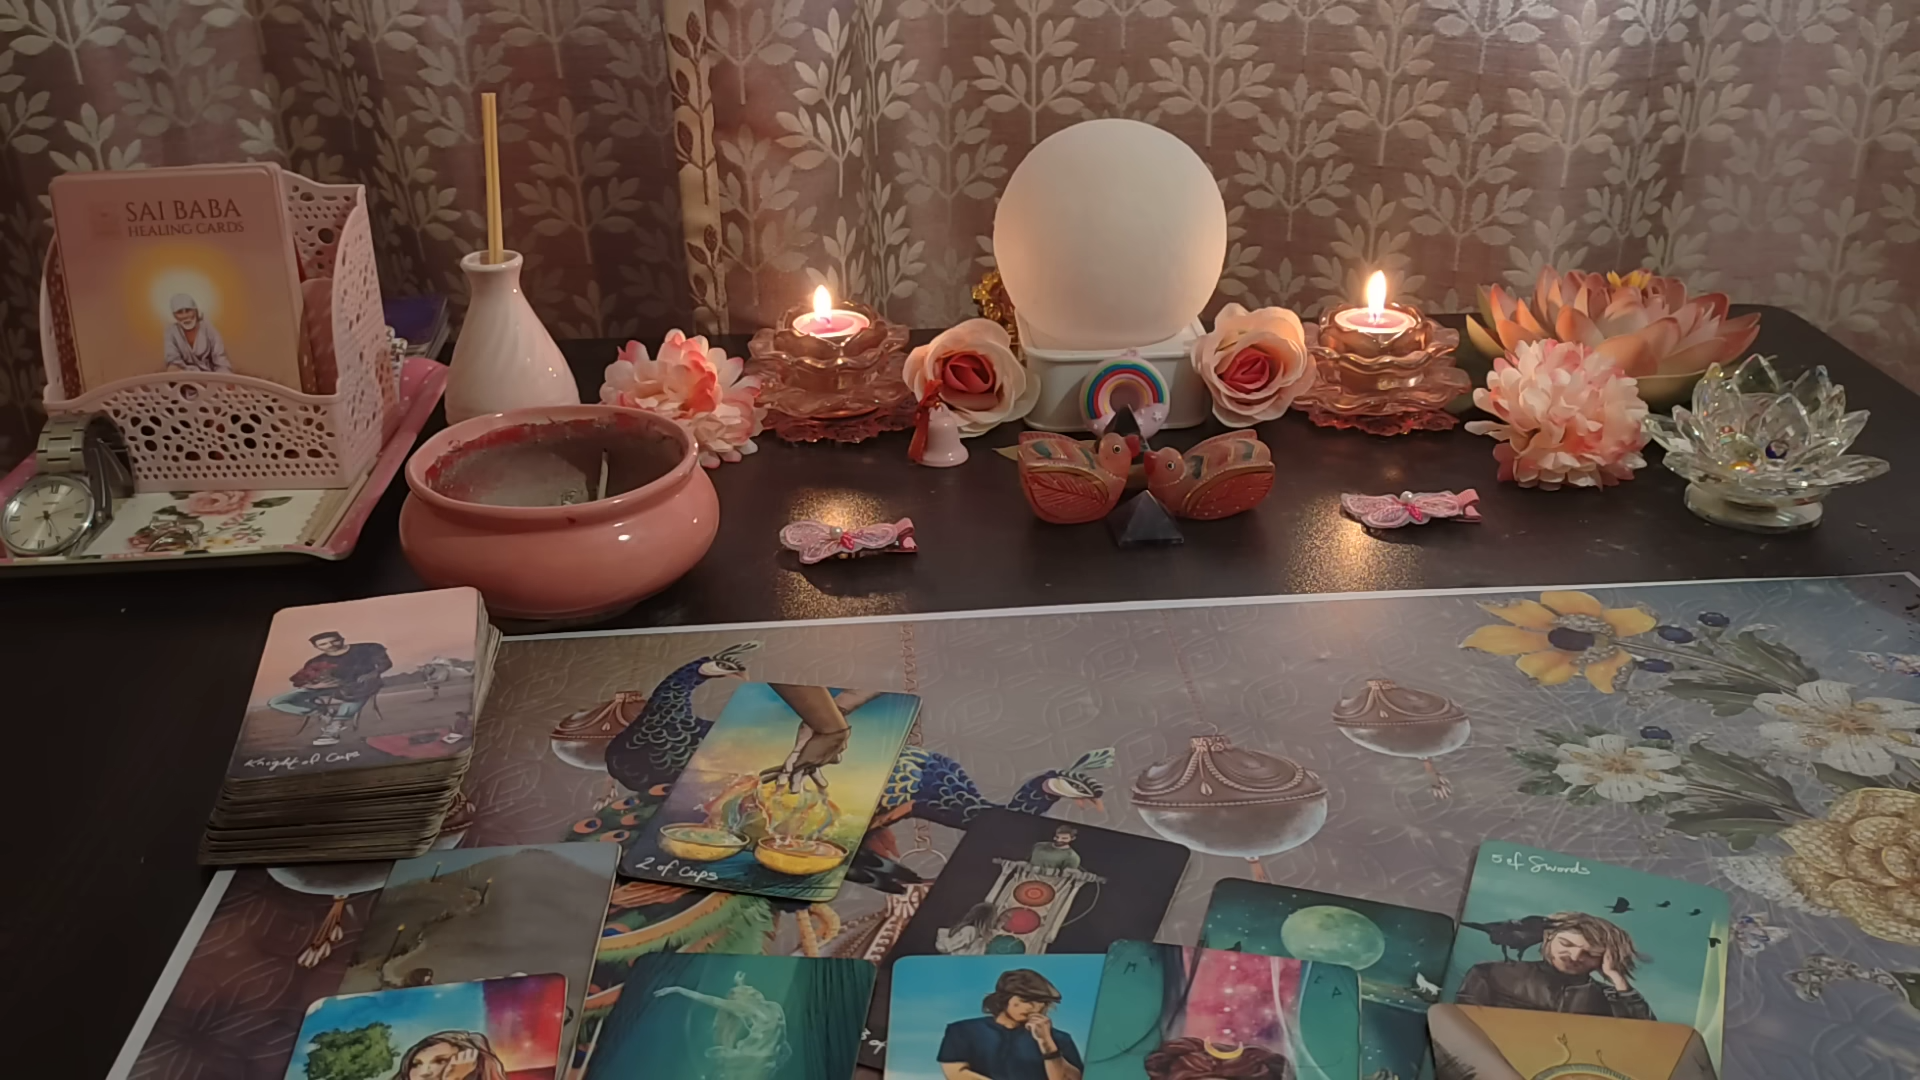 SAI BABA
HEALING CARDS
Knight of Cups
2 of Cups
5 of Swords